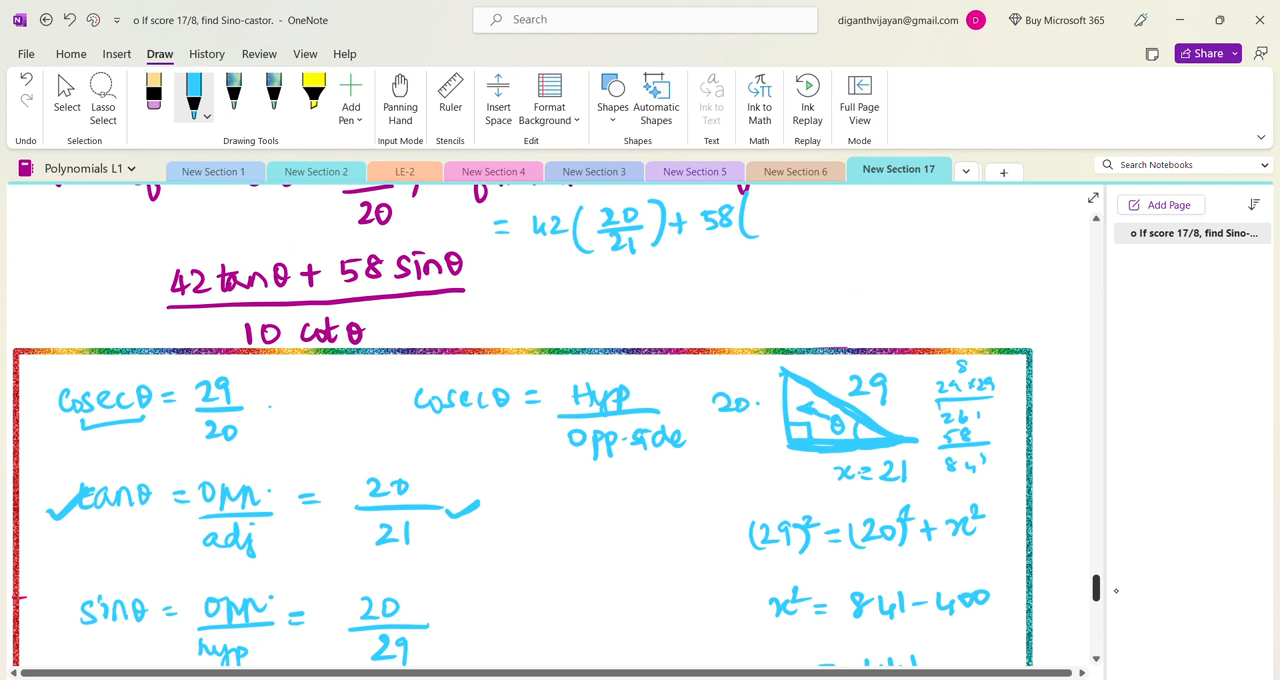 o If score 17/8, find Sino-castor. - OneNote
Search
diganthvijayan@gmail.com
D
Buy Microsoft 365
File Home Insert Draw History Review View Help
Share
Undo
Select
Lasso Select
Add Pen
Panning Hand
Ruler
Insert Space
Format Background
Shapes
Automatic Shapes
Ink to Text
Ink to Math
Ink Replay
Full Page View
Undo
Selection
Drawing Tools
Input Mode
Stencils
Edit
Shapes
Text
Math
Replay
Mode
Polynomials L1
New Section 1
New Section 2
LE-2
New Section 4
New Section 3
New Section 5
New Section 6
New Section 17
+
Search Notebooks
Add Page
o If score 17/8, find Sino-...
20
= 42(20/21) + 58(
42 tanθ + 58 sinθ
10 cot θ
cosecθ = 29/20 .
cosecθ = Hyp/opp.side
20.
29
θ
x = 21
8
29×29
261
58
841
tanθ = opp./adj = 20/21
(29)² = (20)² + x²
sinθ = opp./hyp = 20/29
x² = 841 - 400